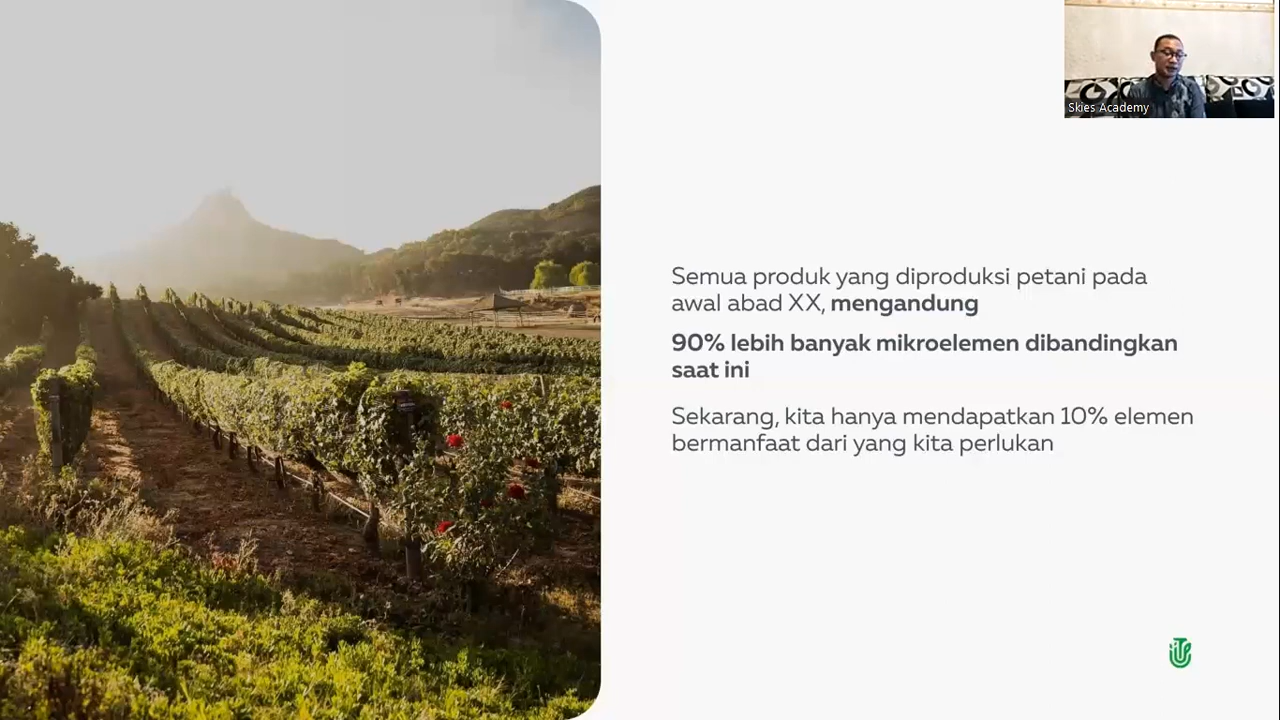 Skies Academy
Semua produk yang diproduksi petani pada
awal abad XX, mengandung
90% lebih banyak mikroelemen dibandingkan
saat ini
Sekarang, kita hanya mendapatkan 10% elemen
bermanfaat dari yang kita perlukan